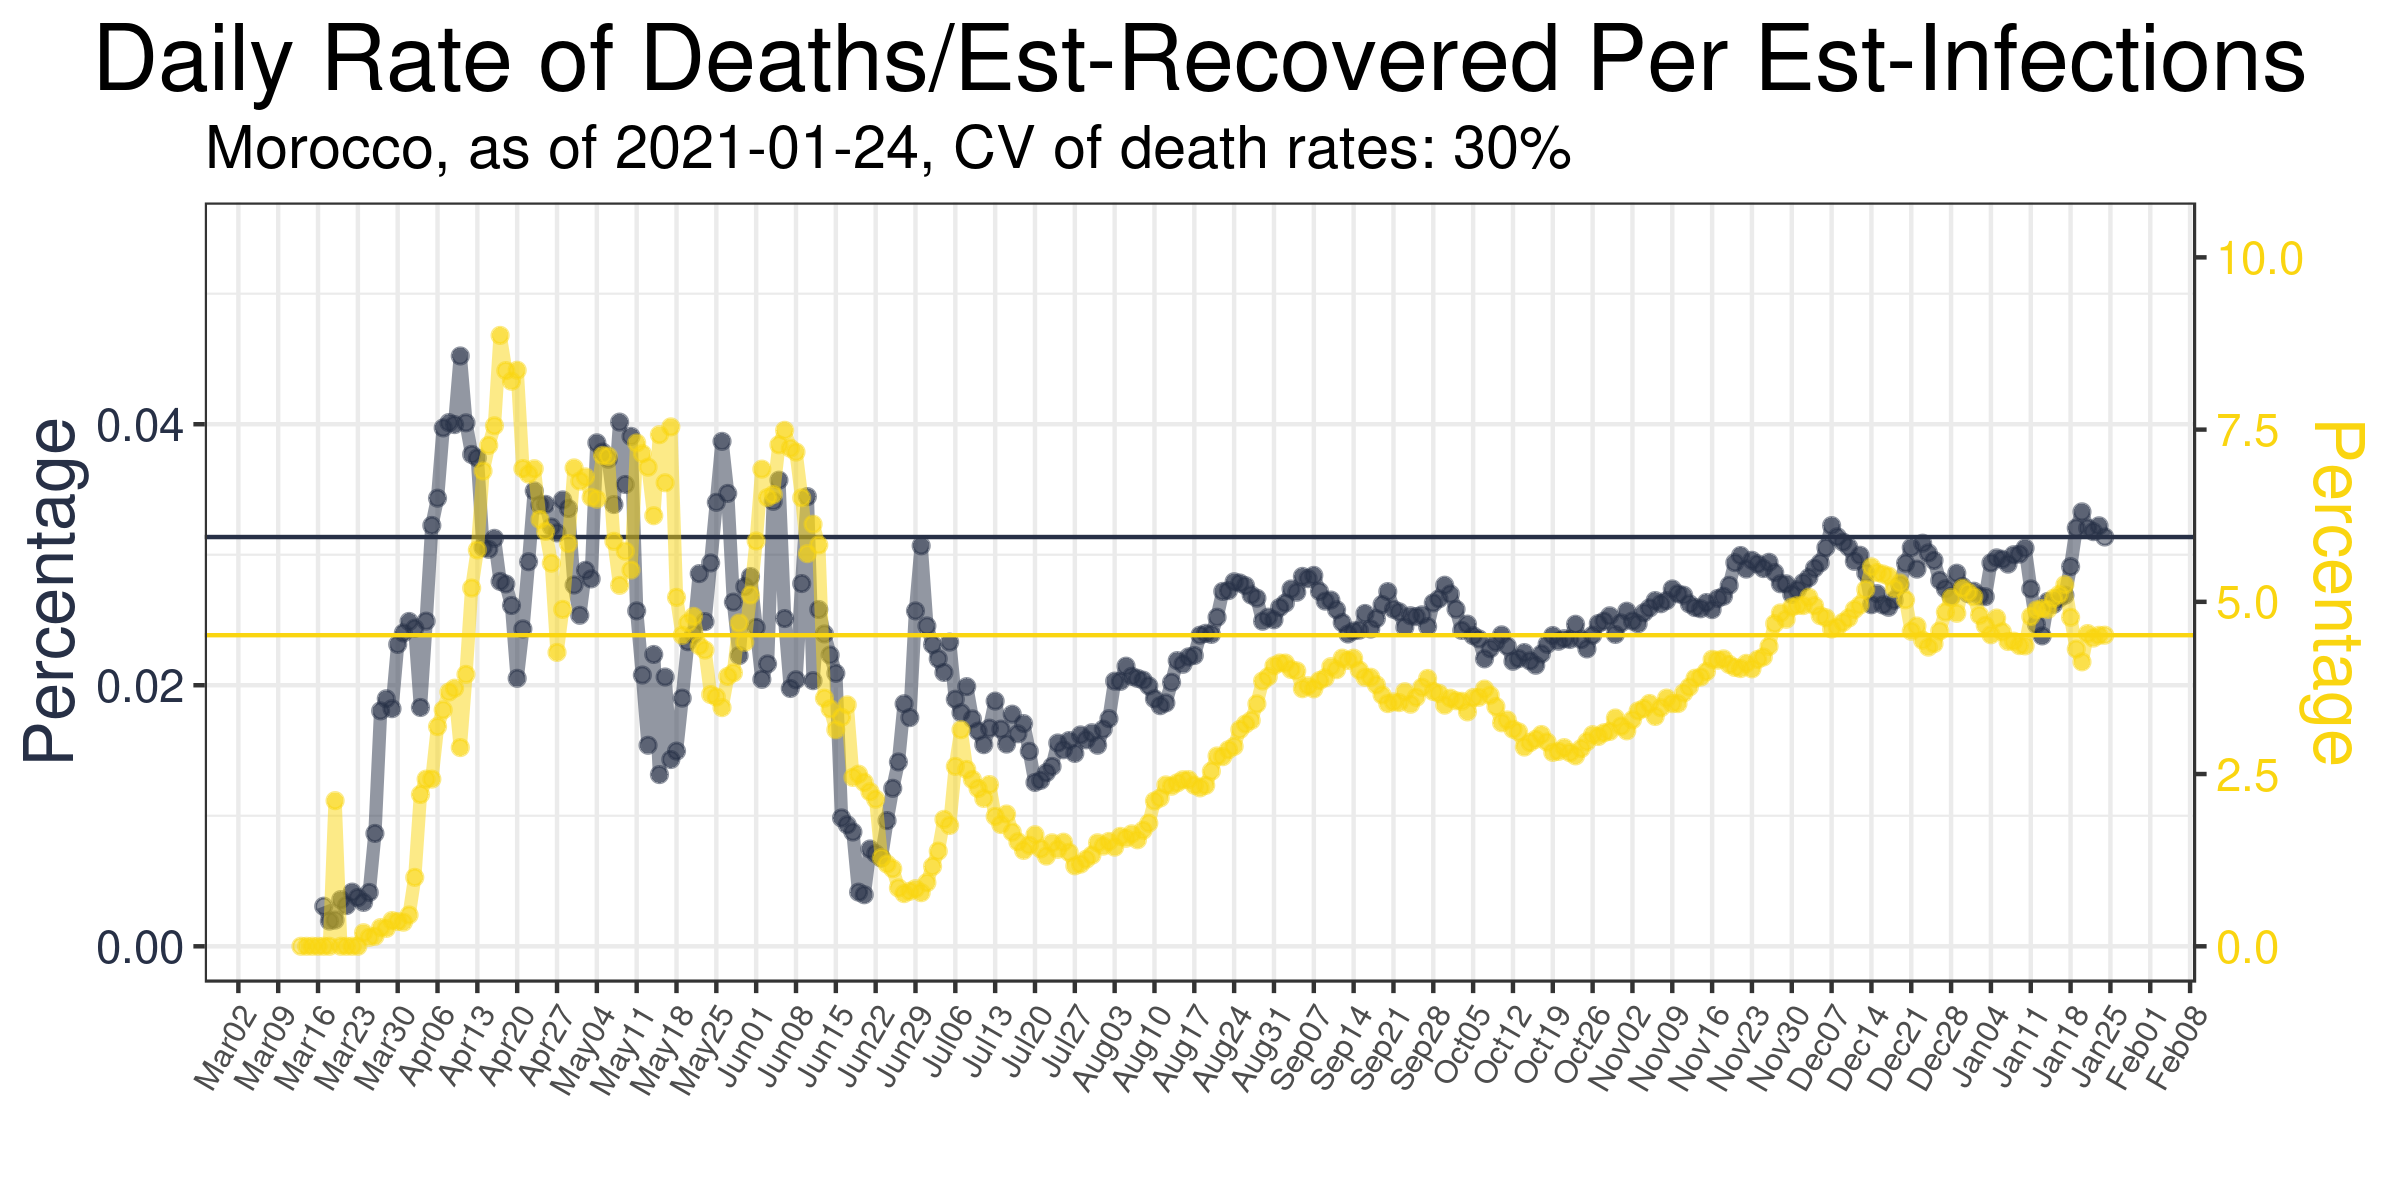 Daily Rate of Deaths/Est-Recovered Per Est-Infections
Morocco, as of 2021-01-24, CV of death rates: 30%
Percentage
0.04
0.02
0.00
10.0
7.5
5.0
2.5
0.0
Percentage
Mar02
Mar09
Mar16
Mar23
Mar30
Apr06
Apr13
Apr20
Apr27
May04
May11
May18
May25
Jun01
Jun08
Jun15
Jun22
Jun29
Jul06
Jul13
Jul20
Jul27
Aug03
Aug10
Aug17
Aug24
Aug31
Sep07
Sep14
Sep21
Sep28
Oct05
Oct12
Oct19
Oct26
Nov02
Nov09
Nov16
Nov23
Nov30
Dec07
Dec14
Dec21
Dec28
Jan04
Jan11
Jan18
Jan25
Feb01
Feb08